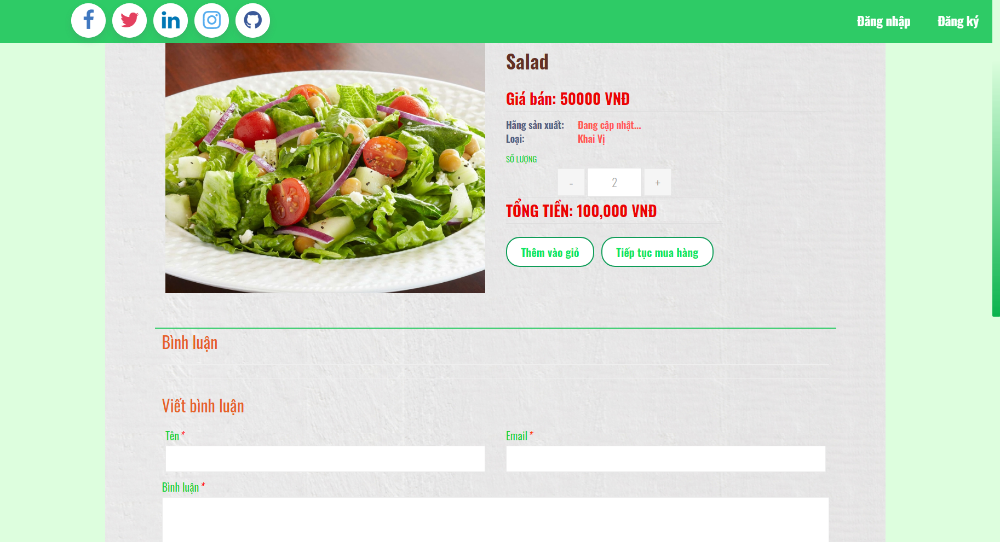 Đăng nhập Đăng ký
Salad
Giá bán: 50000 VNĐ
Hãng sản xuất: Đang cập nhật...
Loại: Khai Vị
SỐ LƯỢNG
- 2 +
TỔNG TIỀN: 100,000 VNĐ
Thêm vào giỏ Tiếp tục mua hàng
Bình luận
Viết bình luận
Tên * Email *
Bình luận *